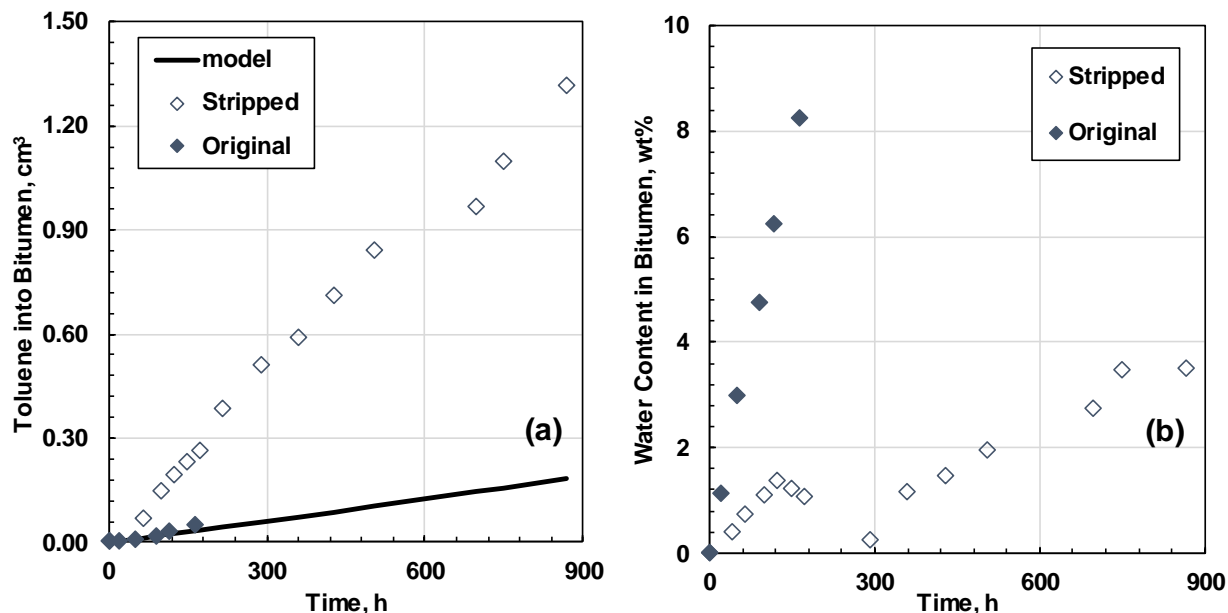 1.50
1.20
0.90
0.60
0.30
0.00
Toluene into Bitumen, cm³
model
Stripped
Original
(a)
0
300
600
900
Time, h
10
8
6
4
2
0
Water Content in Bitumen, wt%
Stripped
Original
(b)
0
300
600
900
Time, h